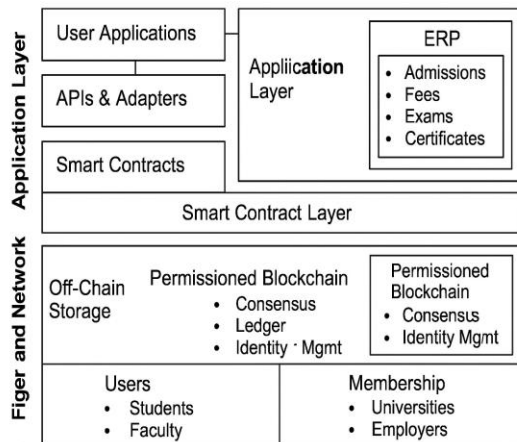 Application Layer
User Applications
APIs & Adapters
Smart Contracts
Appliication
Layer
ERP
• Admissions
• Fees
• Exams
• Certificates
Smart Contract Layer
Figer and Network
Off-Chain
Storage
Permissioned Blockchain
• Consensus
• Ledger
• Identity · Mgmt
Permissioned
Blockchain
• Consensus
• Identity Mgmt
Users
• Students
• Faculty
Membership
• Universities
• Employers